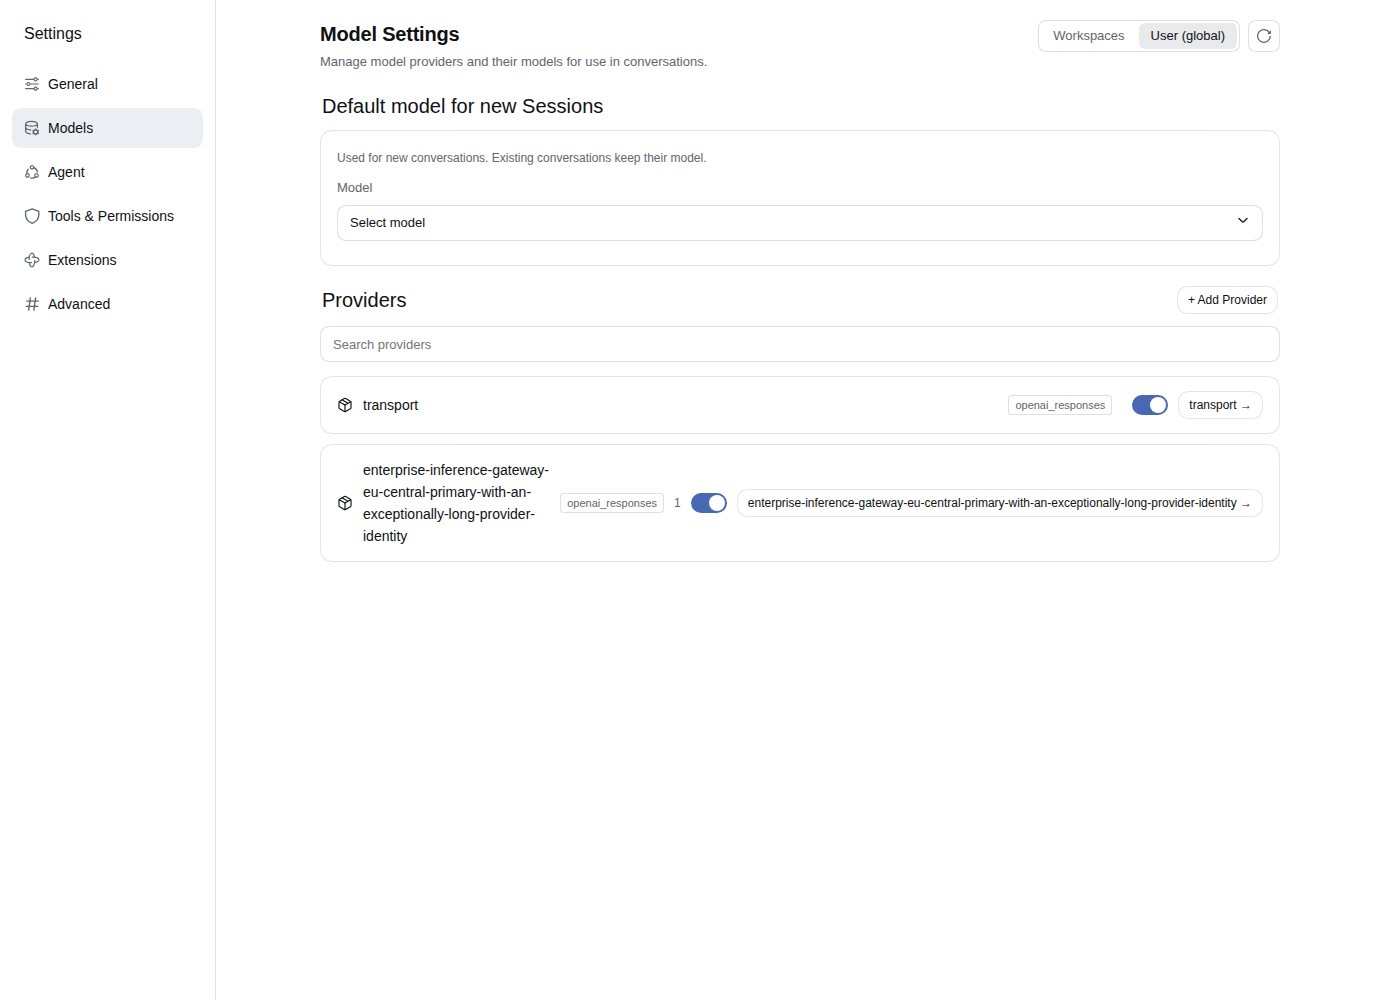 Settings
General
Models
Agent
Tools & Permissions
Extensions
Advanced
Model Settings
Manage model providers and their models for use in conversations.
Workspaces
User (global)
Default model for new Sessions
Used for new conversations. Existing conversations keep their model.
Model
Select model
Providers
+ Add Provider
Search providers
transport
openai_responses
transport →
enterprise-inference-gateway-
eu-central-primary-with-an-
exceptionally-long-provider-
identity
openai_responses
1
enterprise-inference-gateway-eu-central-primary-with-an-exceptionally-long-provider-identity →